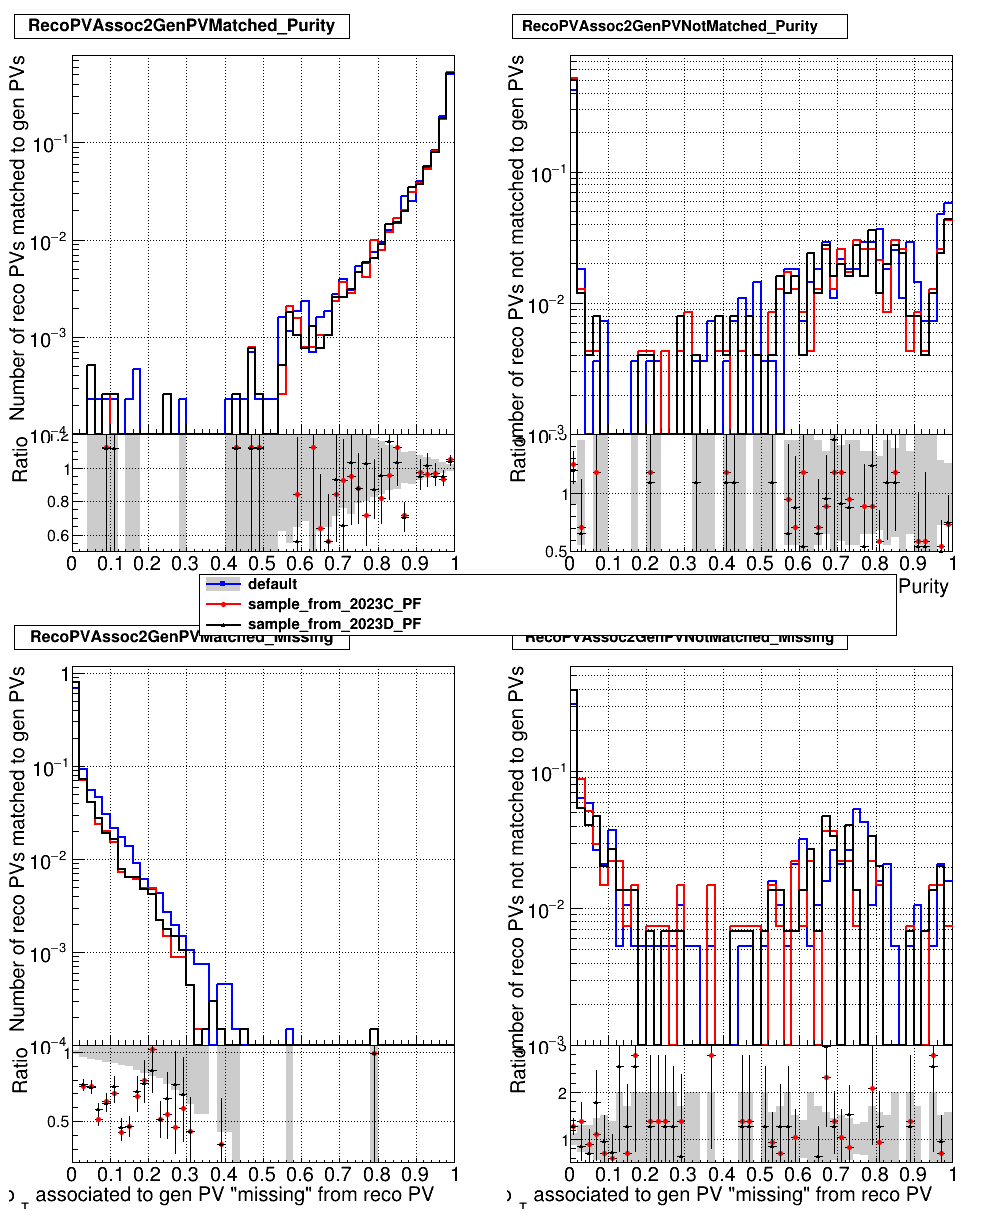 RecoPVAssoc2GenPVMatched_Purity
RecoPVAssoc2GenPVNotMatched_Purity
Number of reco PVs matched to gen PVs
10−1
10−2
10−3
Ratio
1.2
1
0.8
0.6
0 0.1 0.2 0.3 0.4 0.5 0.6 0.7 0.8 0.9 1
mber of reco PVs not matcched to gen PVs
10−1
10−2
10−3
Ratio
1
0.5
0 0.1 0.2 0.3 0.4 0.5 0.6 0.7 0.8 0.9 1
Purity
default
sample_from_2023C_PF
sample_from_2023D_PF
RecoPVAssoc2GenPVMatched_Missing
RecoPVAssoc2GenPVNotMatched_Missing
Number of reco PVs matched to gen PVs
1
10−1
10−2
10−3
10−4
Ratio
1
0.5
0 0.1 0.2 0.3 0.4 0.5 0.6 0.7 0.8 0.9 1
T associated to gen PV "missing" from reco PV
mber of reco PVs not matcched to gen PVs
10−1
10−2
10−3
Ratio
2
1
0 0.1 0.2 0.3 0.4 0.5 0.6 0.7 0.8 0.9 1
T associated to gen PV "missing" from reco PV